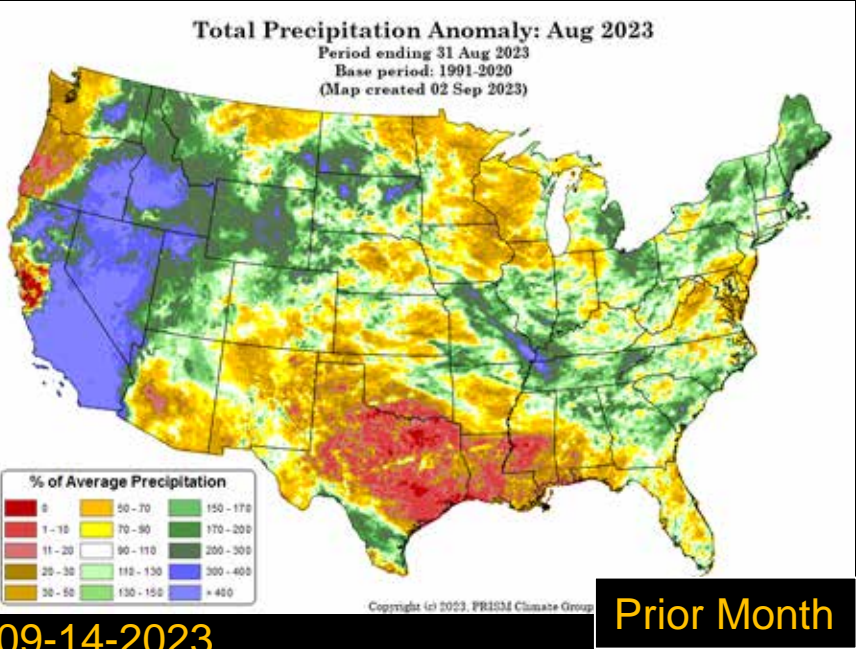 Total Precipitation Anomaly: Aug 2023
Period ending 31 Aug 2023
Base period: 1991-2020
(Map created 02 Sep 2023)
% of Average Precipitation
0
50 - 70
150 - 170
1 - 10
70 - 90
170 - 200
11 - 20
90 - 110
200 - 300
20 - 30
110 - 130
300 - 400
30 - 50
130 - 150
> 400
Copyright (c) 2023, PRISM Climate Group
Prior Month
09-14-2023